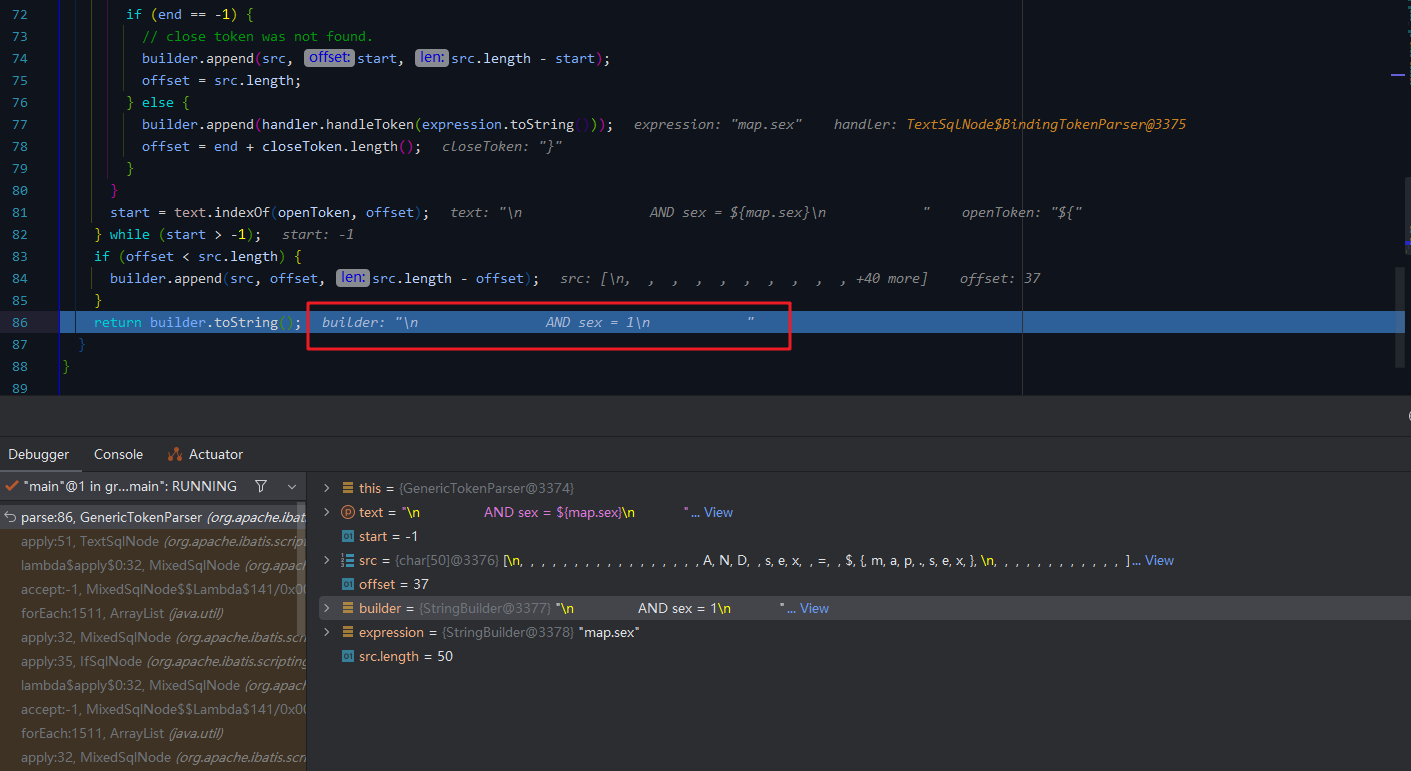 72 if (end == -1) {
73 // close token was not found.
74 builder.append(src, offset: start, len: src.length - start);
75 offset = src.length;
76 } else {
77 builder.append(handler.handleToken(expression.toString())); expression: "map.sex" handler: TextSqlNode$BindingTokenParser@3375
78 offset = end + closeToken.length(); closeToken: "}"
79 }
80 }
81 start = text.indexOf(openToken, offset); text: "\n AND sex = ${map.sex}\n " openToken: "${"
82 } while (start > -1); start: -1
83 if (offset < src.length) {
84 builder.append(src, offset, len: src.length - offset); src: [\n, , , , , , , , , , +40 more] offset: 37
85 }
86 return builder.toString(); builder: "\n AND sex = 1\n "
87 }
88 }
89
Debugger Console Actuator
"main"@1 in gr...main": RUNNING
this = {GenericTokenParser@3374}
parse:86, GenericTokenParser (org.apache.ibati
text = "\n AND sex = ${map.sex}\n " ... View
apply:51, TextSqlNode (org.apache.ibatis.script
start = -1
lambda$apply$0:32, MixedSqlNode (org.apache
src = {char[50]@3376} [\n, , , , , , , , , , , , , , , , , A, N, D, , s, e, x, , =, , $, {, m, a, p, ., s, e, x, }, \n, , , , , , , , , , , , ]... View
accept:-1, MixedSqlNode$$Lambda$141/0x00
offset = 37
forEach:1511, ArrayList (java.util)
builder = {StringBuilder@3377} "\n AND sex = 1\n " ... View
apply:32, MixedSqlNode (org.apache.ibatis.scri
expression = {StringBuilder@3378} "map.sex"
apply:35, IfSqlNode (org.apache.ibatis.scripting
src.length = 50
lambda$apply$0:32, MixedSqlNode (org.apache
accept:-1, MixedSqlNode$$Lambda$141/0x00
forEach:1511, ArrayList (java.util)
apply:32, MixedSqlNode (org.apache.ibatis.scri